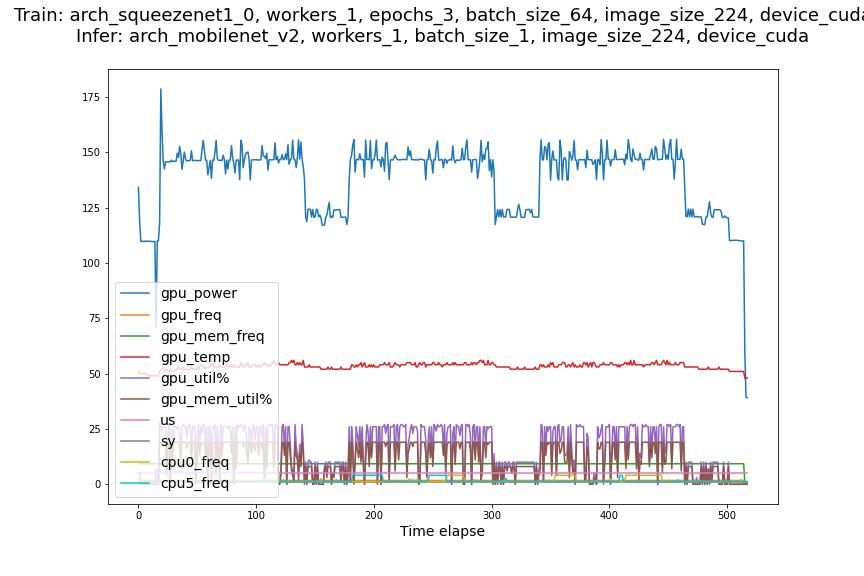 Train: arch_squeezenet1_0, workers_1, epochs_3, batch_size_64, image_size_224, device_cuda
Infer: arch_mobilenet_v2, workers_1, batch_size_1, image_size_224, device_cuda
175
150
125
100
75
50
25
0
gpu_power
gpu_freq
gpu_mem_freq
gpu_temp
gpu_util%
gpu_mem_util%
us
sy
cpu0_freq
cpu5_freq
0 100 200 300 400 500
Time elapse